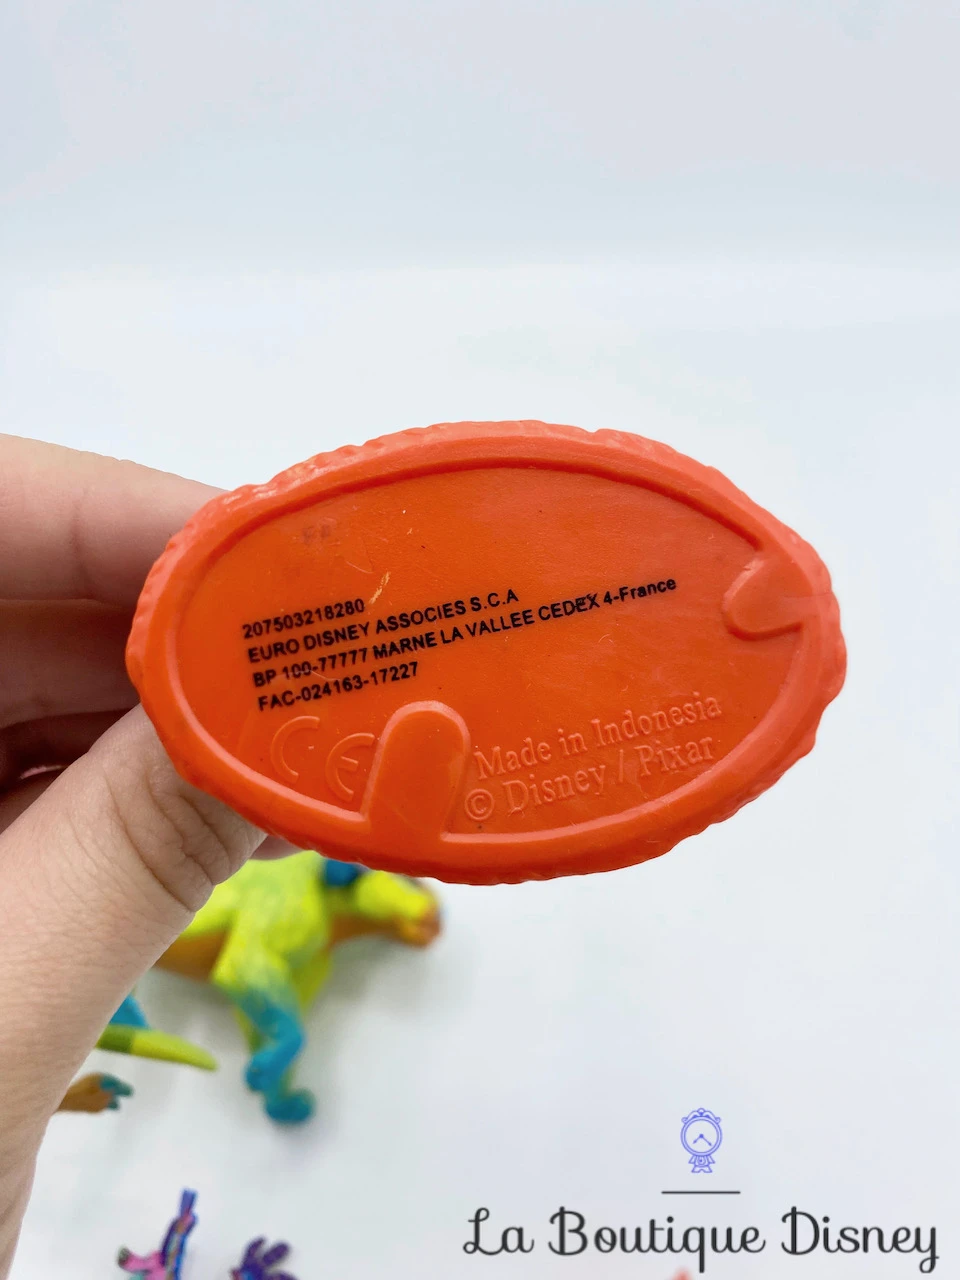 207503218280
EURO DISNEY ASSOCIES S.C.A
BP 100-77777 MARNE LA VALLEE CEDEX 4-France
FAC-024163-17227
CE
Made in Indonesia
© Disney / Pixar
La Boutique Disney